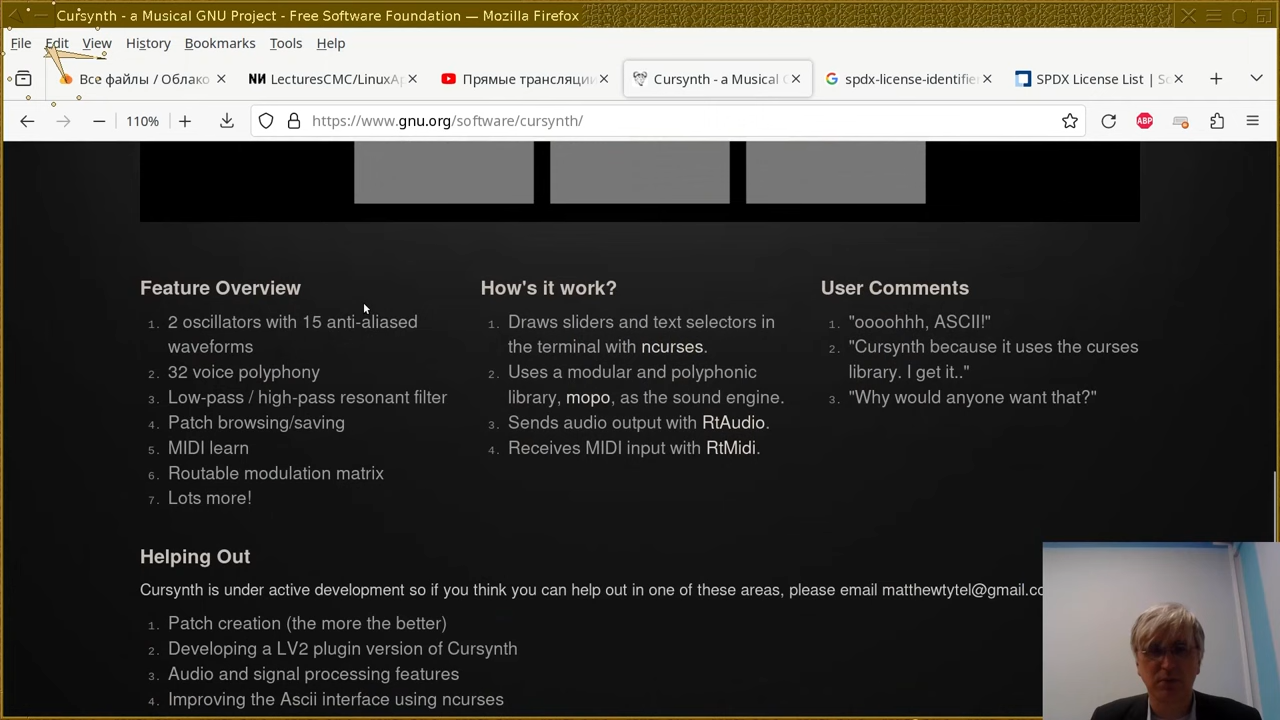 Cursynth - a Musical GNU Project - Free Software Foundation — Mozilla Firefox
File Edit View History Bookmarks Tools Help
Все файлы / Облако
LecturesCMC/LinuxA
Прямые трансляци
Cursynth - a Musical
spdx-license-identifie
SPDX License List | S
110%
https://www.gnu.org/software/cursynth/
ABP
Feature Overview
1. 2 oscillators with 15 anti-aliased
waveforms
2. 32 voice polyphony
3. Low-pass / high-pass resonant filter
4. Patch browsing/saving
5. MIDI learn
6. Routable modulation matrix
7. Lots more!
How's it work?
1. Draws sliders and text selectors in
the terminal with ncurses.
2. Uses a modular and polyphonic
library, mopo, as the sound engine.
3. Sends audio output with RtAudio.
4. Receives MIDI input with RtMidi.
User Comments
1. "oooohhh, ASCII!"
2. "Cursynth because it uses the curses
library. I get it.."
3. "Why would anyone want that?"
Helping Out
Cursynth is under active development so if you think you can help out in one of these areas, please email matthewtytel@gmail.co
1. Patch creation (the more the better)
2. Developing a LV2 plugin version of Cursynth
3. Audio and signal processing features
4. Improving the Ascii interface using ncurses